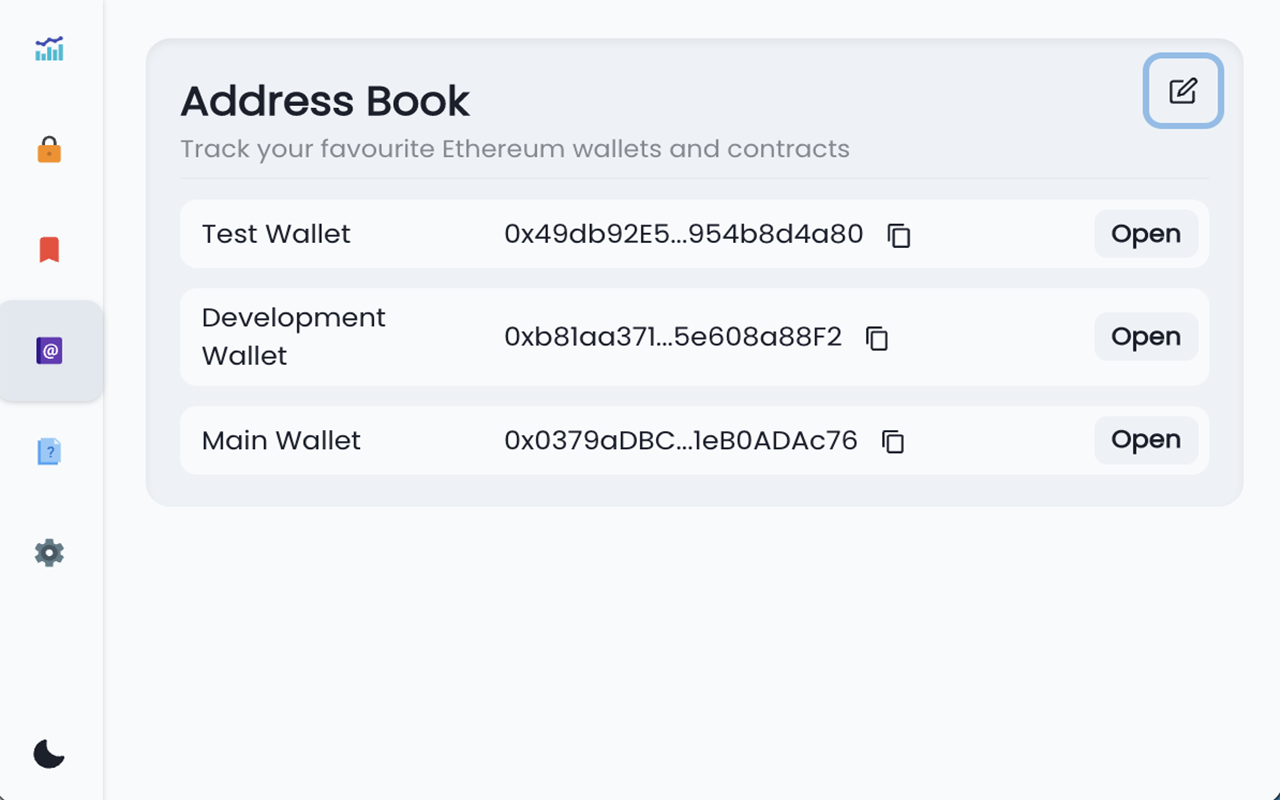 Address Book
Track your favourite Ethereum wallets and contracts
Test Wallet 0x49db92E5...954b8d4a80 Open
Development
Wallet 0xb81aa371...5e608a88F2 Open
@
Main Wallet 0x0379aDBC...1eB0ADAc76 Open
?